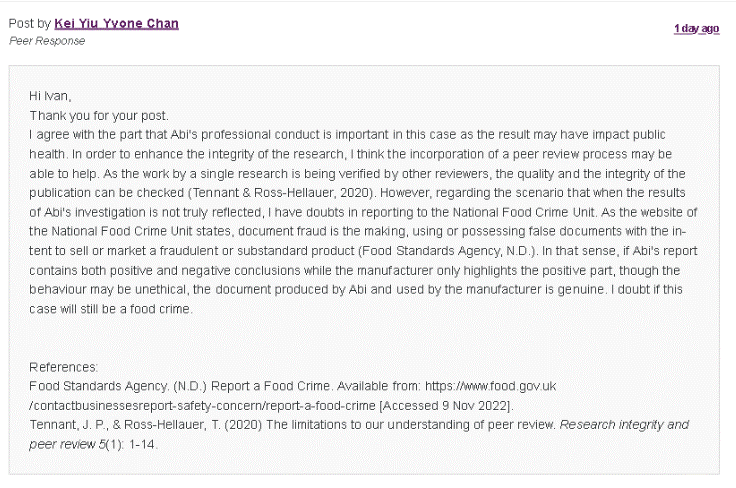 Post by Kei Yiu Yvone Chan
1 day ago
Peer Response
Hi Ivan,
Thank you for your post.
I agree with the part that Abi's professional conduct is important in this case as the result may have impact public
health. In order to enhance the integrity of the research, I think the incorporation of a peer review process may be
able to help. As the work by a single research is being verified by other reviewers, the quality and the integrity of the
publication can be checked (Tennant & Ross-Hellauer, 2020). However, regarding the scenario that when the results
of Abi's investigation is not truly reflected, I have doubts in reporting to the National Food Crime Unit. As the website of
the National Food Crime Unit states, document fraud is the making, using or possessing false documents with the in-
tent to sell or market a fraudulent or substandard product (Food Standards Agency, N.D.). In that sense, if Abi's report
contains both positive and negative conclusions while the manufacturer only highlights the positive part, though the
behaviour may be unethical, the document produced by Abi and used by the manufacturer is genuine. I doubt if this
case will still be a food crime.
References:
Food Standards Agency. (N.D.) Report a Food Crime. Available from: https://www.food.gov.uk
/contactbusinessesreport-safety-concern/report-a-food-crime [Accessed 9 Nov 2022].
Tennant, J. P., & Ross-Hellauer, T. (2020) The limitations to our understanding of peer review. Research integrity and
peer review 5(1): 1-14.